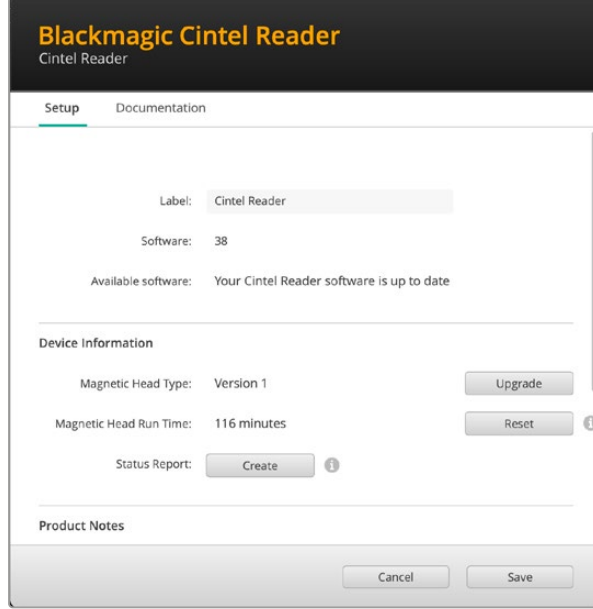 Blackmagic Cintel Reader
Cintel Reader
Setup Documentation
Label: Cintel Reader
Software: 38
Available software: Your Cintel Reader software is up to date
Device Information
Magnetic Head Type: Version 1 Upgrade
Magnetic Head Run Time: 116 minutes Reset
Status Report: Create
Product Notes
Cancel Save